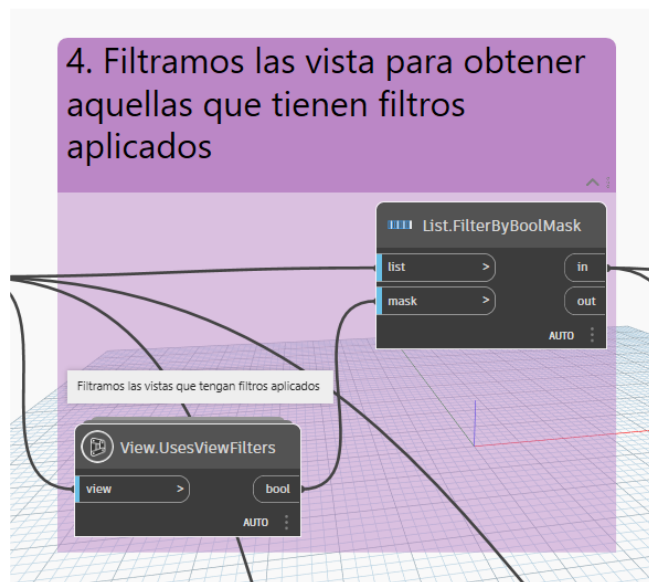 4. Filtramos las vista para obtener
aquellas que tienen filtros
aplicados
List.FilterByBoolMask
list >
in
mask >
out
AUTO
Filtramos las vistas que tengan filtros aplicados
View.UsesViewFilters
view >
bool
AUTO